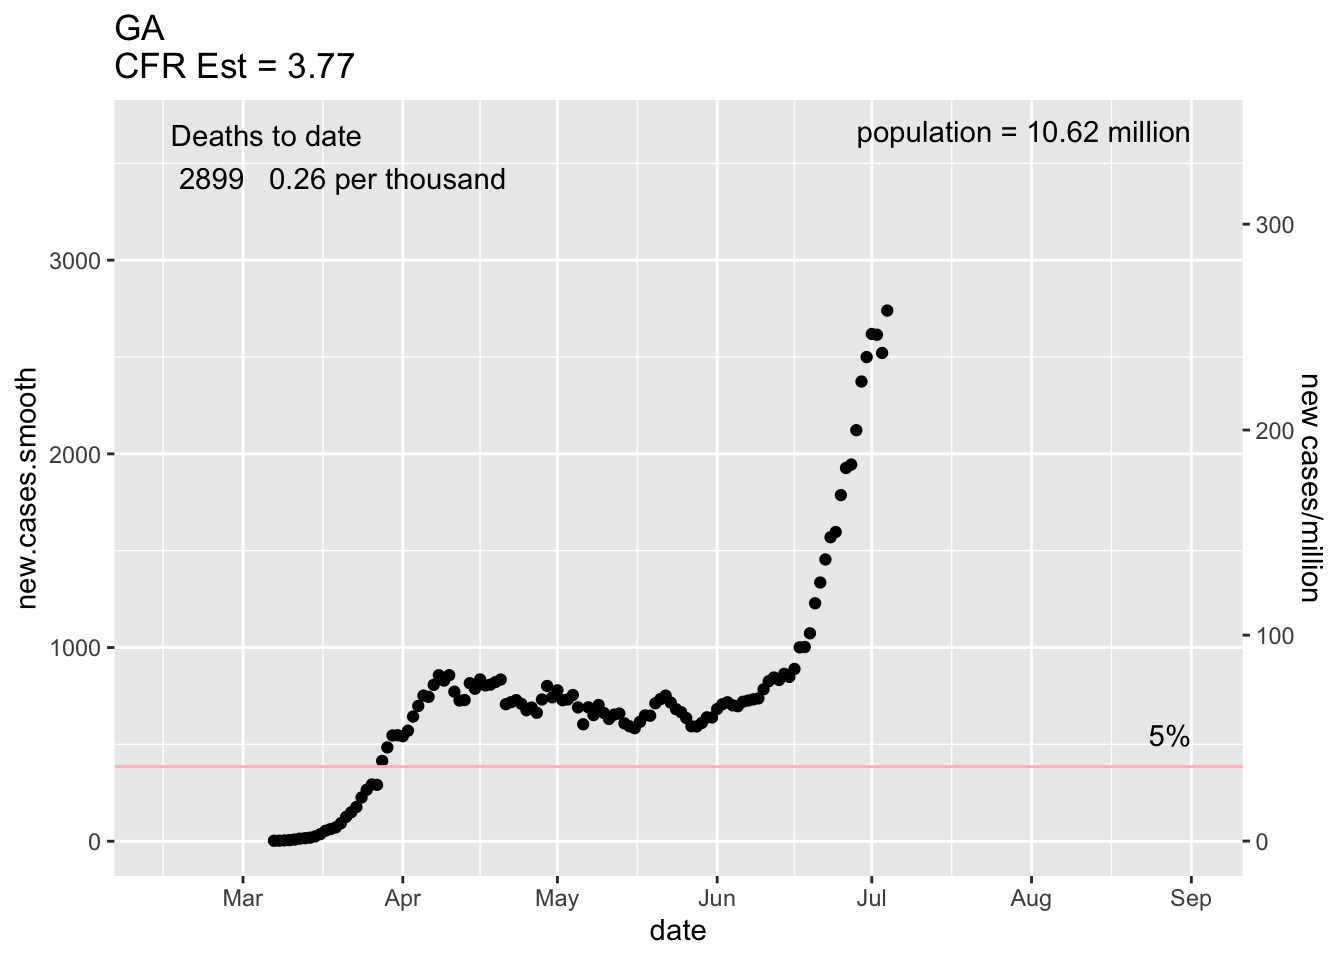 GA
CFR Est = 3.77
Deaths to date
2899 0.26 per thousand
population = 10.62 million
5%
new.cases.smooth
3000
2000
1000
0
300
200
100
0
new cases/million
Mar Apr May Jun Jul Aug Sep
date